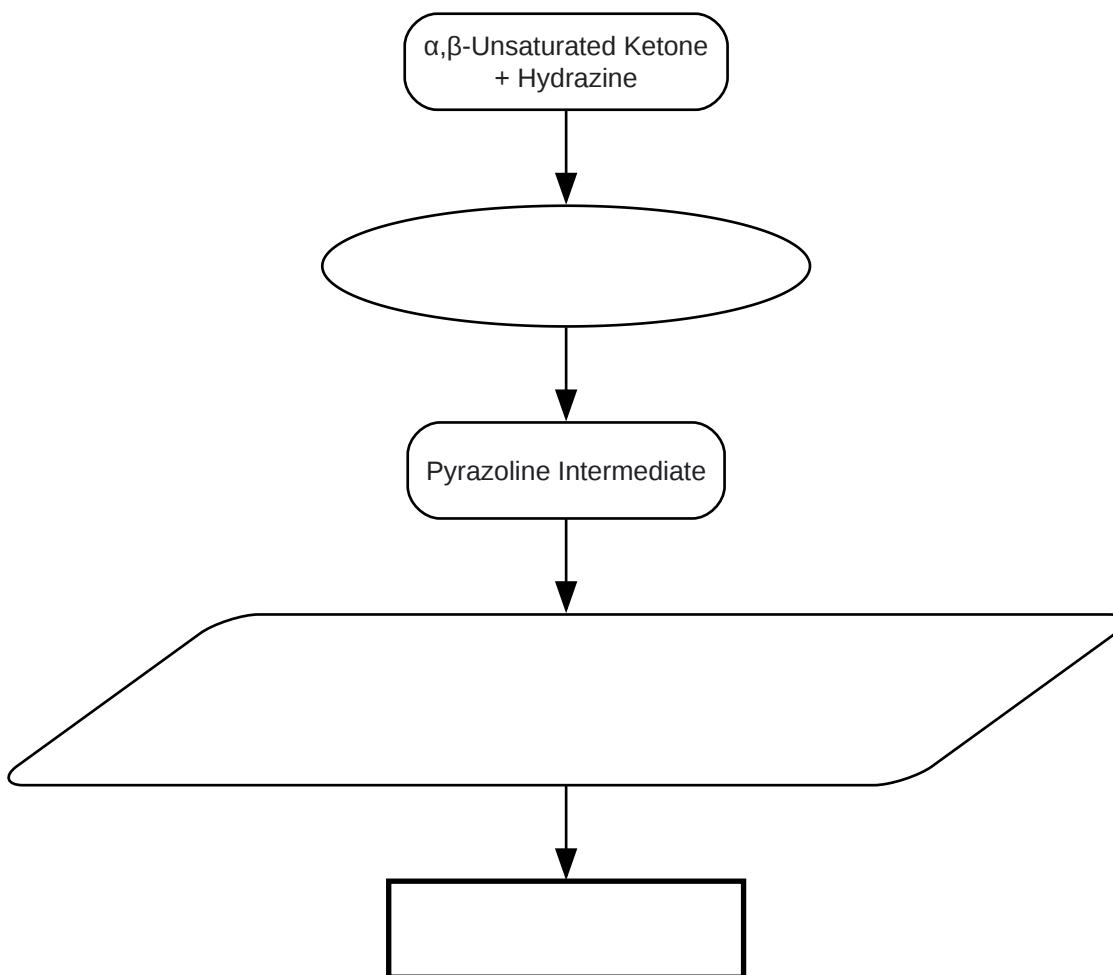 α,β-Unsaturated Ketone
+ Hydrazine
Pyrazoline Intermediate